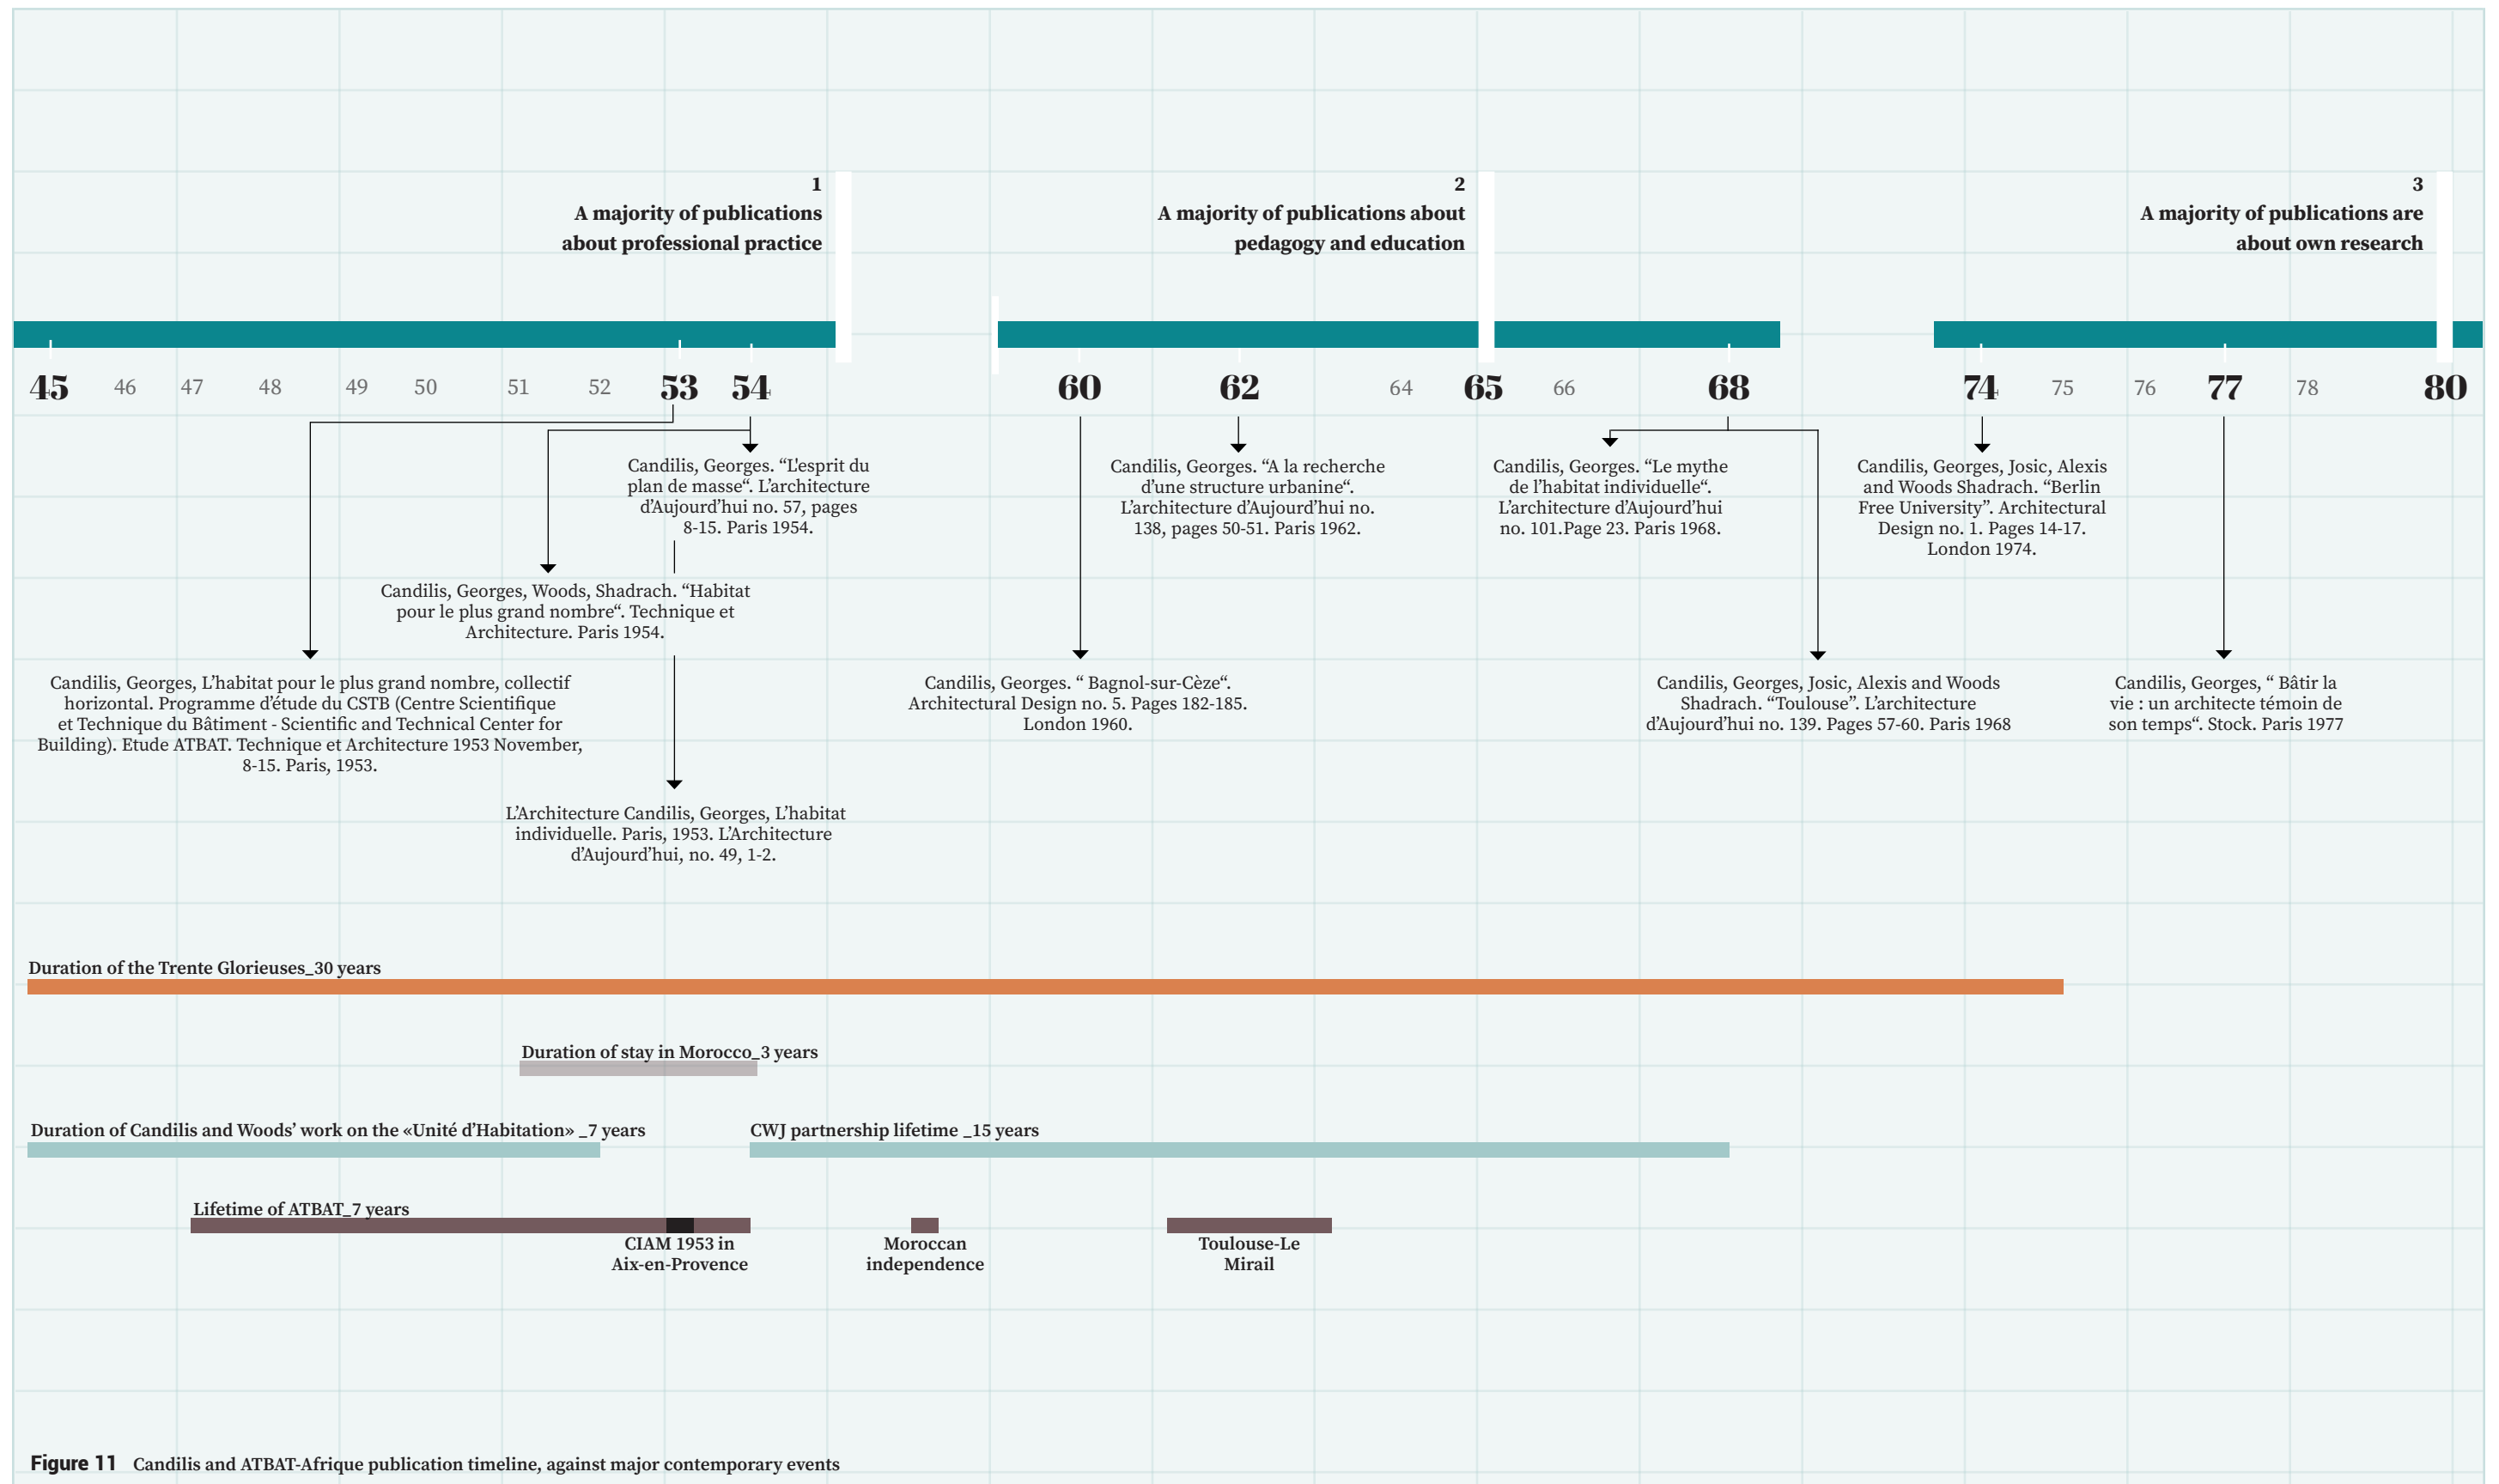 1
A majority of publications
about professional practice
2
A majority of publications about
pedagogy and education
3
A majority of publications are
about own research
45 46 47 48 49 50 51 52 53 54 60 62 64 65 66 68 74 75 76 77 78 80
Candilis, Georges. “L'esprit du
plan de masse“. L’architecture
d’Aujourd’hui no. 57, pages
8-15. Paris 1954.
Candilis, Georges, Woods, Shadrach. “Habitat
pour le plus grand nombre“. Technique et
Architecture. Paris 1954.
Candilis, Georges, L’habitat pour le plus grand nombre, collectif
horizontal. Programme d’étude du CSTB (Centre Scientifique
et Technique du Bâtiment - Scientific and Technical Center for
Building). Etude ATBAT. Technique et Architecture 1953 November,
8-15. Paris, 1953.
L’Architecture Candilis, Georges, L’habitat
individuelle. Paris, 1953. L’Architecture
d’Aujourd’hui, no. 49, 1-2.
Candilis, Georges. “A la recherche
d’une structure urbanine“.
L’architecture d’Aujourd’hui no.
138, pages 50-51. Paris 1962.
Candilis, Georges. “ Bagnol-sur-Cèze“.
Architectural Design no. 5. Pages 182-185.
London 1960.
Candilis, Georges. “Le mythe
de l’habitat individuelle“.
L’architecture d’Aujourd’hui
no. 101.Page 23. Paris 1968.
Candilis, Georges, Josic, Alexis and Woods
Shadrach. “Toulouse”. L’architecture
d’Aujourd’hui no. 139. Pages 57-60. Paris 1968
Candilis, Georges, Josic, Alexis
and Woods Shadrach. “Berlin
Free University”. Architectural
Design no. 1. Pages 14-17.
London 1974.
Candilis, Georges, “ Bâtir la
vie : un architecte témoin de
son temps“. Stock. Paris 1977
Duration of the Trente Glorieuses_30 years
Duration of stay in Morocco_3 years
Duration of Candilis and Woods’ work on the «Unité d’Habitation» _7 years
CWJ partnership lifetime _15 years
Lifetime of ATBAT_7 years
CIAM 1953 in
Aix-en-Provence
Moroccan
independence
Toulouse-Le
Mirail
Figure 11 Candilis and ATBAT-Afrique publication timeline, against major contemporary events